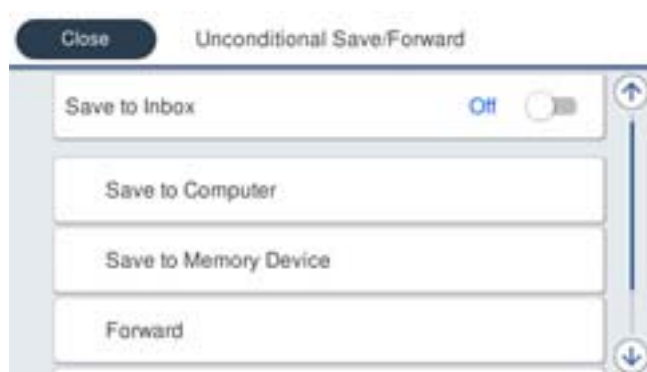 Close Unconditional Save/Forward
Save to Inbox Off
Save to Computer
Save to Memory Device
Forward